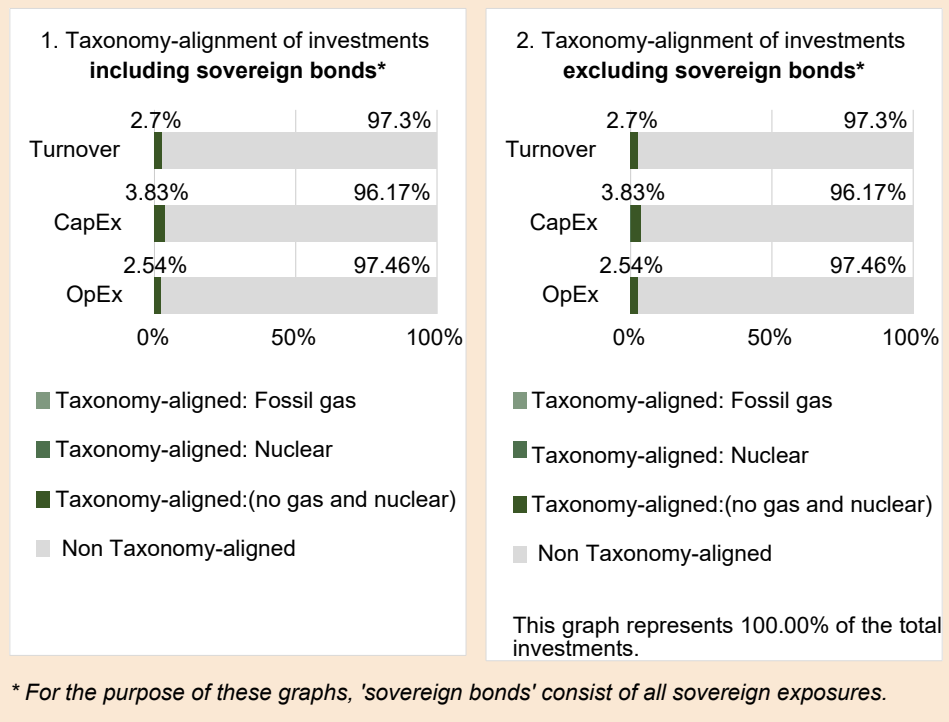 1. Taxonomy-alignment of investments
including sovereign bonds*
2.7% 97.3%
Turnover
3.83% 96.17%
CapEx
2.54% 97.46%
OpEx
0% 50% 100%
Taxonomy-aligned: Fossil gas
Taxonomy-aligned: Nuclear
Taxonomy-aligned:(no gas and nuclear)
Non Taxonomy-aligned
2. Taxonomy-alignment of investments
excluding sovereign bonds*
2.7% 97.3%
Turnover
3.83% 96.17%
CapEx
2.54% 97.46%
OpEx
0% 50% 100%
Taxonomy-aligned: Fossil gas
Taxonomy-aligned: Nuclear
Taxonomy-aligned:(no gas and nuclear)
Non Taxonomy-aligned
This graph represents 100.00% of the total
investments.
* For the purpose of these graphs, 'sovereign bonds' consist of all sovereign exposures.